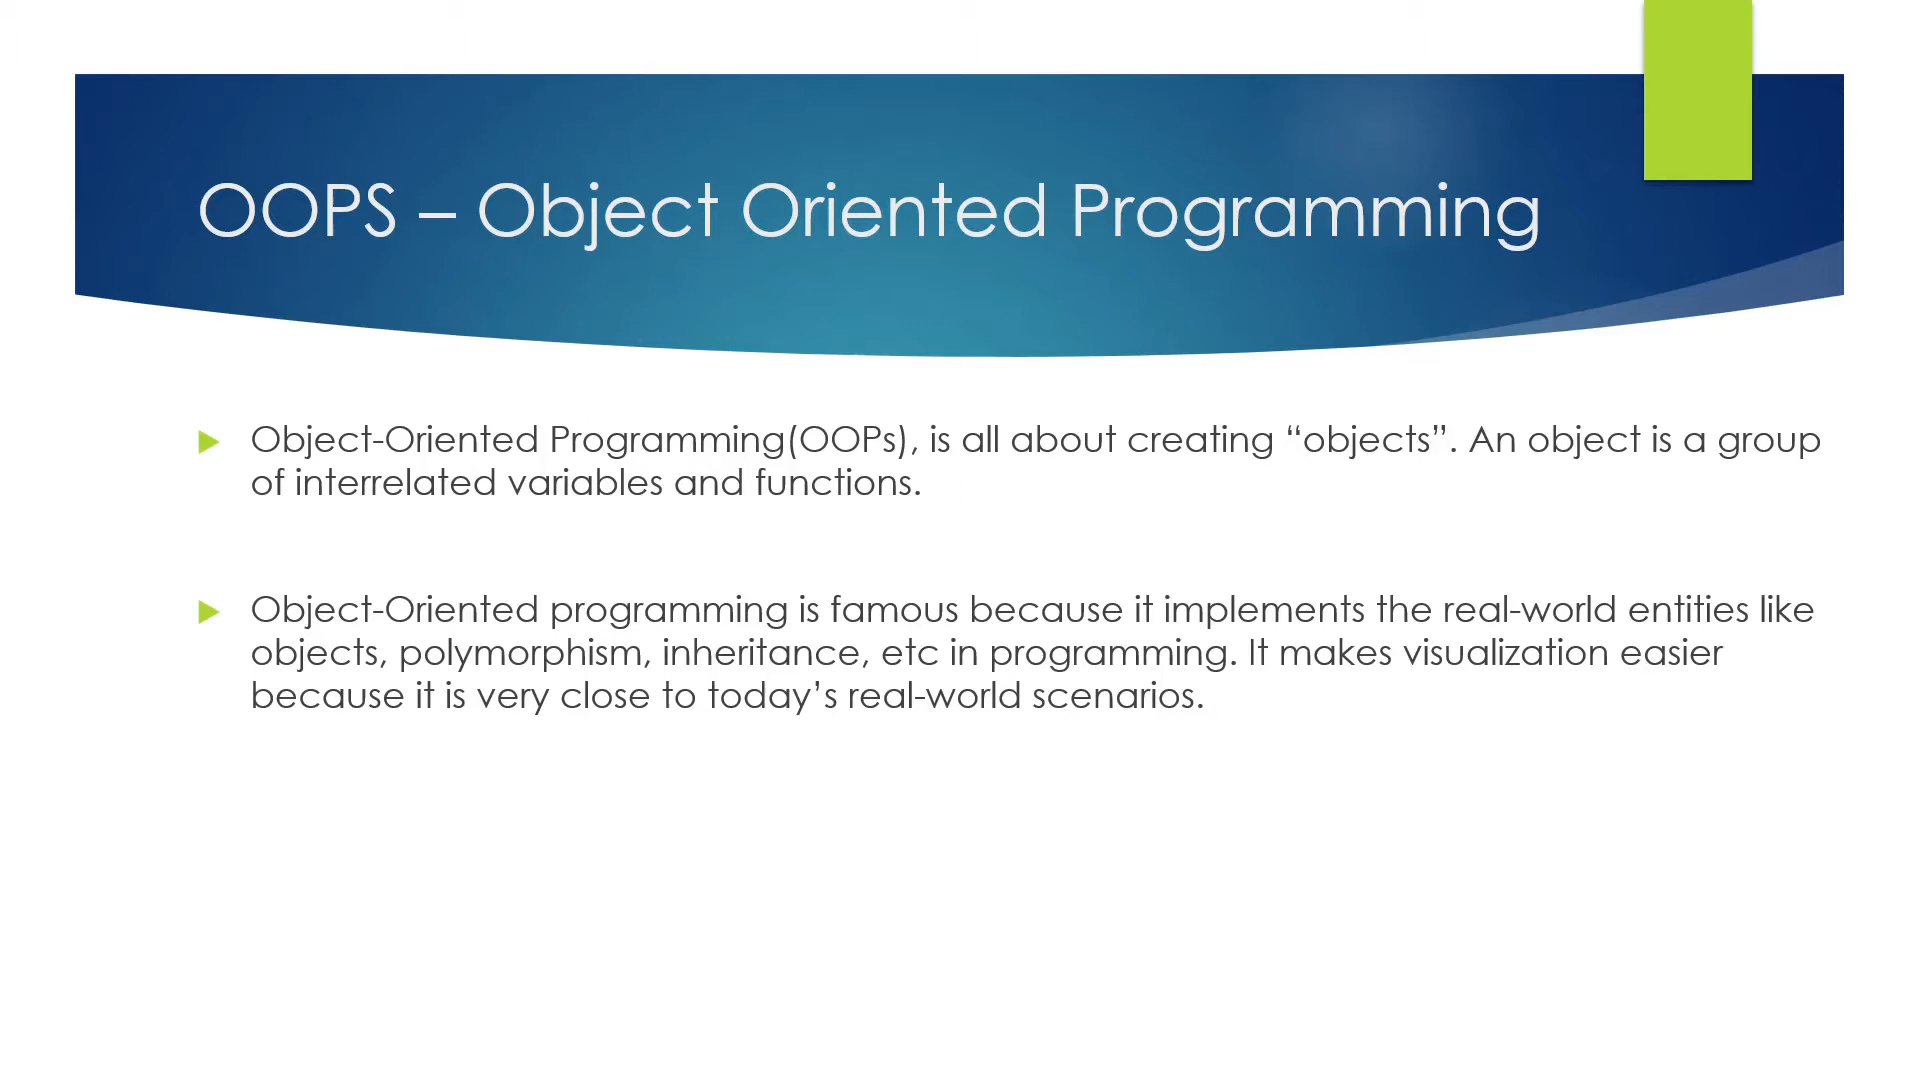 OOPS – Object Oriented Programming
Object-Oriented Programming(OOPs), is all about creating “objects”. An object is a group
of interrelated variables and functions.
Object-Oriented programming is famous because it implements the real-world entities like
objects, polymorphism, inheritance, etc in programming. It makes visualization easier
because it is very close to today’s real-world scenarios.